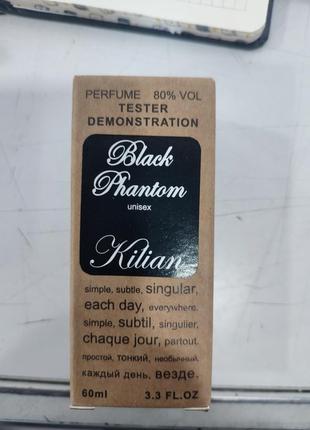 PERFUME 80% VOL
TESTER
DEMONSTRATION
Black
Phantom
unisex
Kilian
simple, subtle, singular,
each day, everywhere.
simple, subtil, singulier,
chaque jour, partout.
простой, тонкий, необычный,
каждый день, везде.
60ml 3.3 FL.OZ